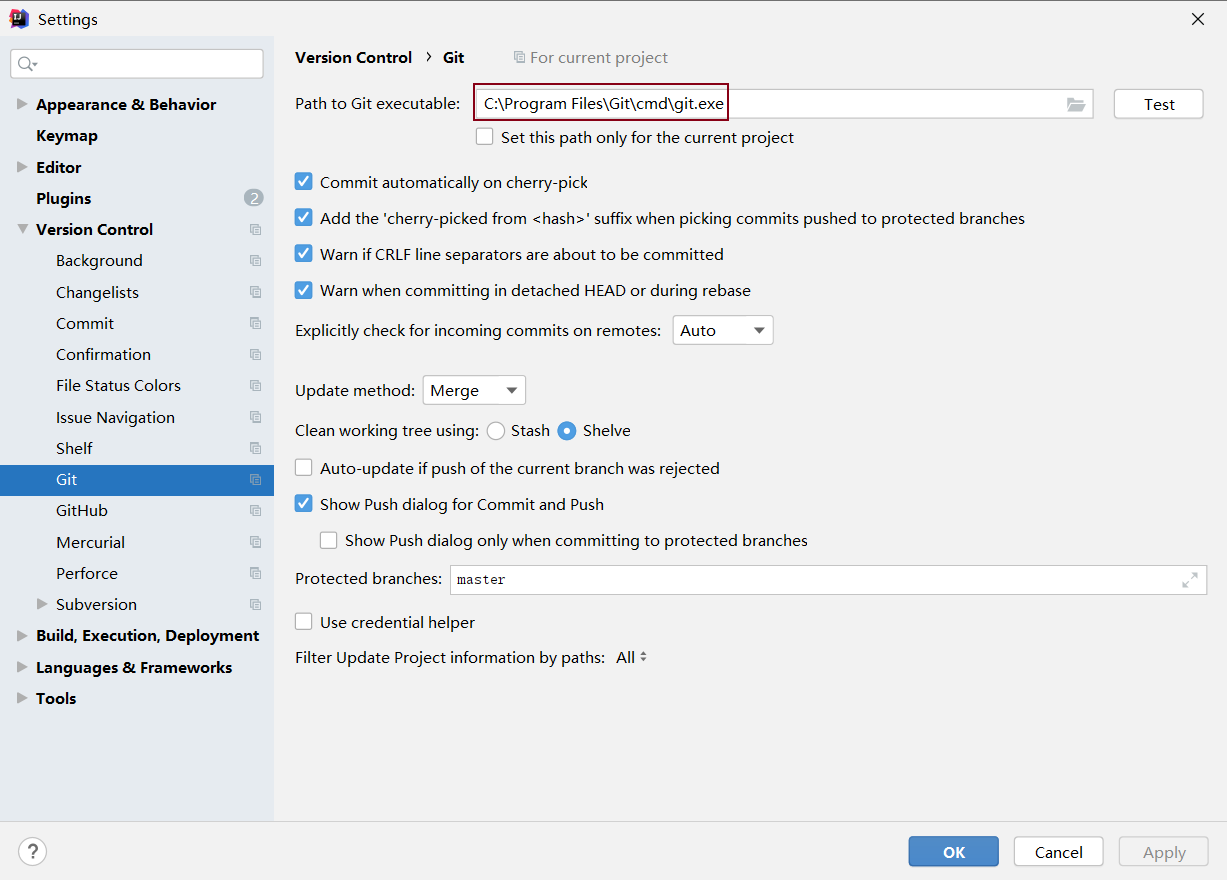 Settings
Version Control › Git For current project
Appearance & Behavior
Keymap
Editor
Plugins 2
Version Control
Background
Changelists
Commit
Confirmation
File Status Colors
Issue Navigation
Shelf
Git
GitHub
Mercurial
Perforce
Subversion
Build, Execution, Deployment
Languages & Frameworks
Tools
Path to Git executable: C:\Program Files\Git\cmd\git.exe Test
Set this path only for the current project
Commit automatically on cherry-pick
Add the 'cherry-picked from <hash>' suffix when picking commits pushed to protected branches
Warn if CRLF line separators are about to be committed
Warn when committing in detached HEAD or during rebase
Explicitly check for incoming commits on remotes: Auto
Update method: Merge
Clean working tree using: Stash Shelve
Auto-update if push of the current branch was rejected
Show Push dialog for Commit and Push
Show Push dialog only when committing to protected branches
Protected branches: master
Use credential helper
Filter Update Project information by paths: All
? OK Cancel Apply